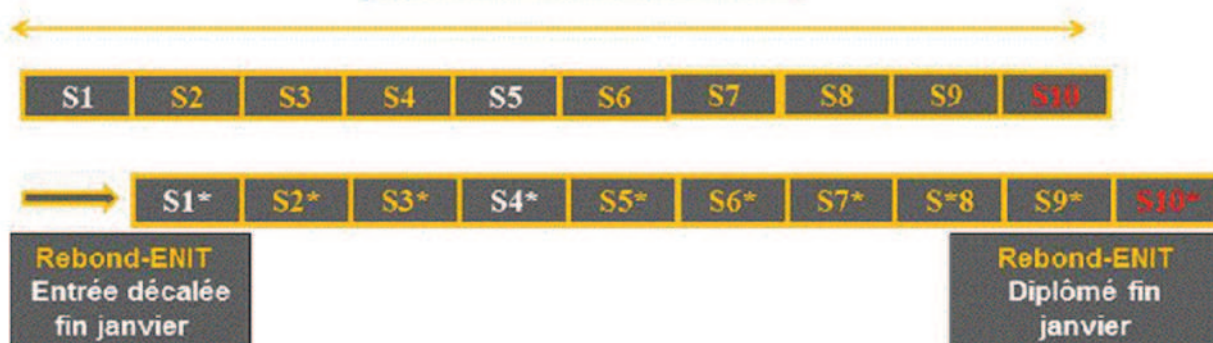 S1 S2 S3 S4 S5 S6 S7 S8 S9 S10
S1* S2* S3* S4* S5* S6* S7* S*8 S9* S10*
Rebond-ENIT
Entrée décalée
fin janvier
Rebond-ENIT
Diplômé fin
janvier